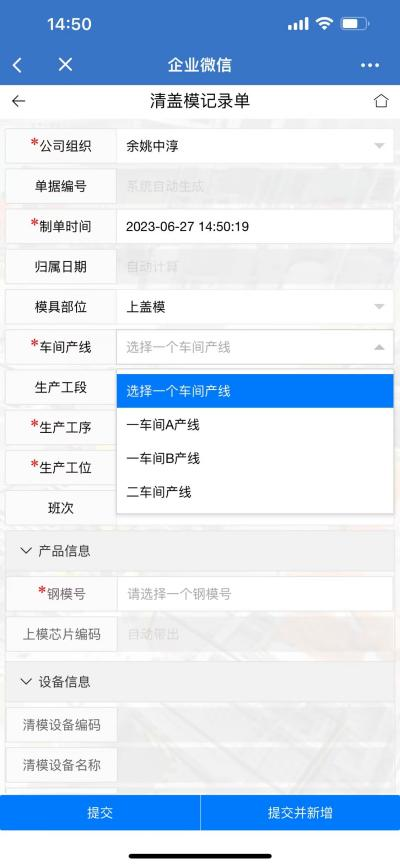 14:50
企业微信
清盖模记录单
*公司组织 余姚中淳
单据编号 系统自动生成
*制单时间 2023-06-27 14:50:19
归属日期 自动计算
模具部位 上盖模
*车间产线 选择一个车间产线
生产工段 选择一个车间产线
*生产工序 一车间A产线
*生产工位 一车间B产线
班次 二车间产线
产品信息
*钢模号 请选择一个钢模号
上模芯片编码 自动带出
设备信息
清模设备编码
清模设备名称
提交 提交并新增